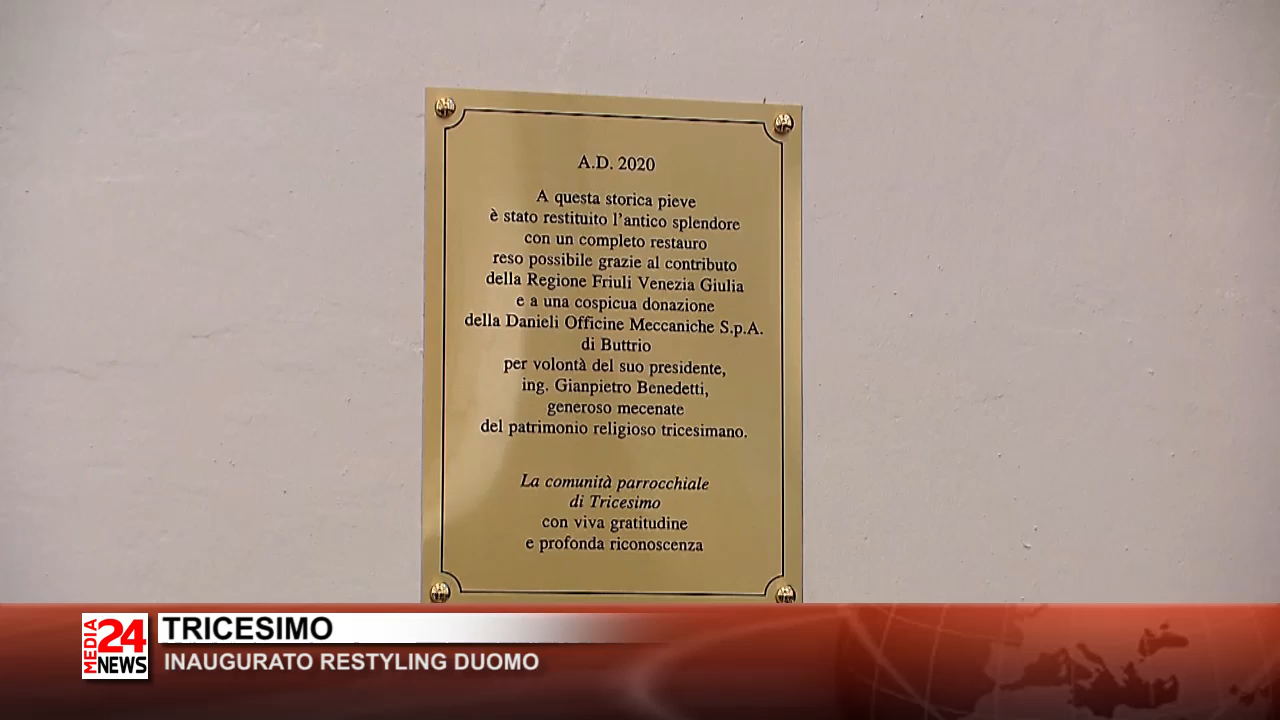 A.D. 2020
A questa storica pieve
è stato restituito l'antico splendore
con un completo restauro
reso possibile grazie al contributo
della Regione Friuli Venezia Giulia
e a una cospicua donazione
della Danieli Officine Meccaniche S.p.A.
di Buttrio
per volontà del suo presidente,
ing. Gianpietro Benedetti,
generoso mecenate
del patrimonio religioso tricesimano.
La comunità parrocchiale
di Tricesimo
con viva gratitudine
e profonda riconoscenza
MEDIA 24 NEWS
TRICESIMO
INAUGURATO RESTYLING DUOMO